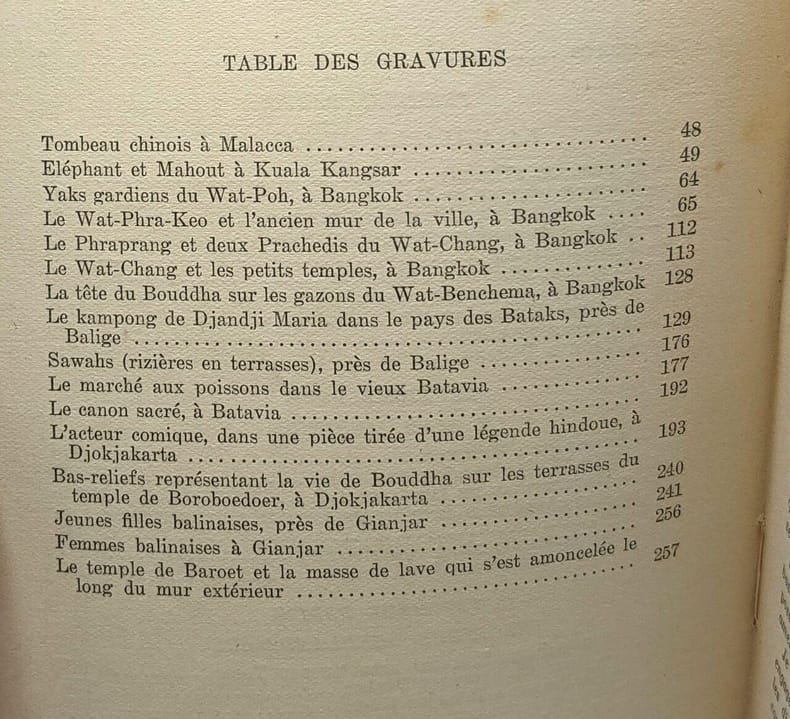 TABLE DES GRAVURES
Tombeau chinois à Malacca .......................... 48
Eléphant et Mahout à Kuala Kangsar .................. 49
Yaks gardiens du Wat-Poh, à Bangkok .................. 64
Le Wat-Phra-Keo et l'ancien mur de la ville, à Bangkok .... 65
Le Phraprang et deux Prachedis du Wat-Chang, à Bangkok .. 112
Le Wat-Chang et les petits temples, à Bangkok ............. 113
La tête du Bouddha sur les gazons du Wat-Benchema, à Bangkok 128
Le kampong de Djandji Maria dans le pays des Bataks, près de
Balige .......................................... 129
Sawahs (rizières en terrasses), près de Balige .............. 176
Le marché aux poissons dans le vieux Batavia ............ 177
Le canon sacré, à Batavia .............................. 192
L'acteur comique, dans une pièce tirée d'une légende hindoue, à
Djokjakarta ..................................... 193
Bas-reliefs représentant la vie de Bouddha sur les terrasses du
temple de Boroboedoer, à Djokjakarta ................ 240
Jeunes filles balinaises, près de Gianjar ................ 241
Femmes balinaises à Gianjar ......................... 256
Le temple de Baroet et la masse de lave qui s'est amoncelée le
long du mur extérieur ............................ 257